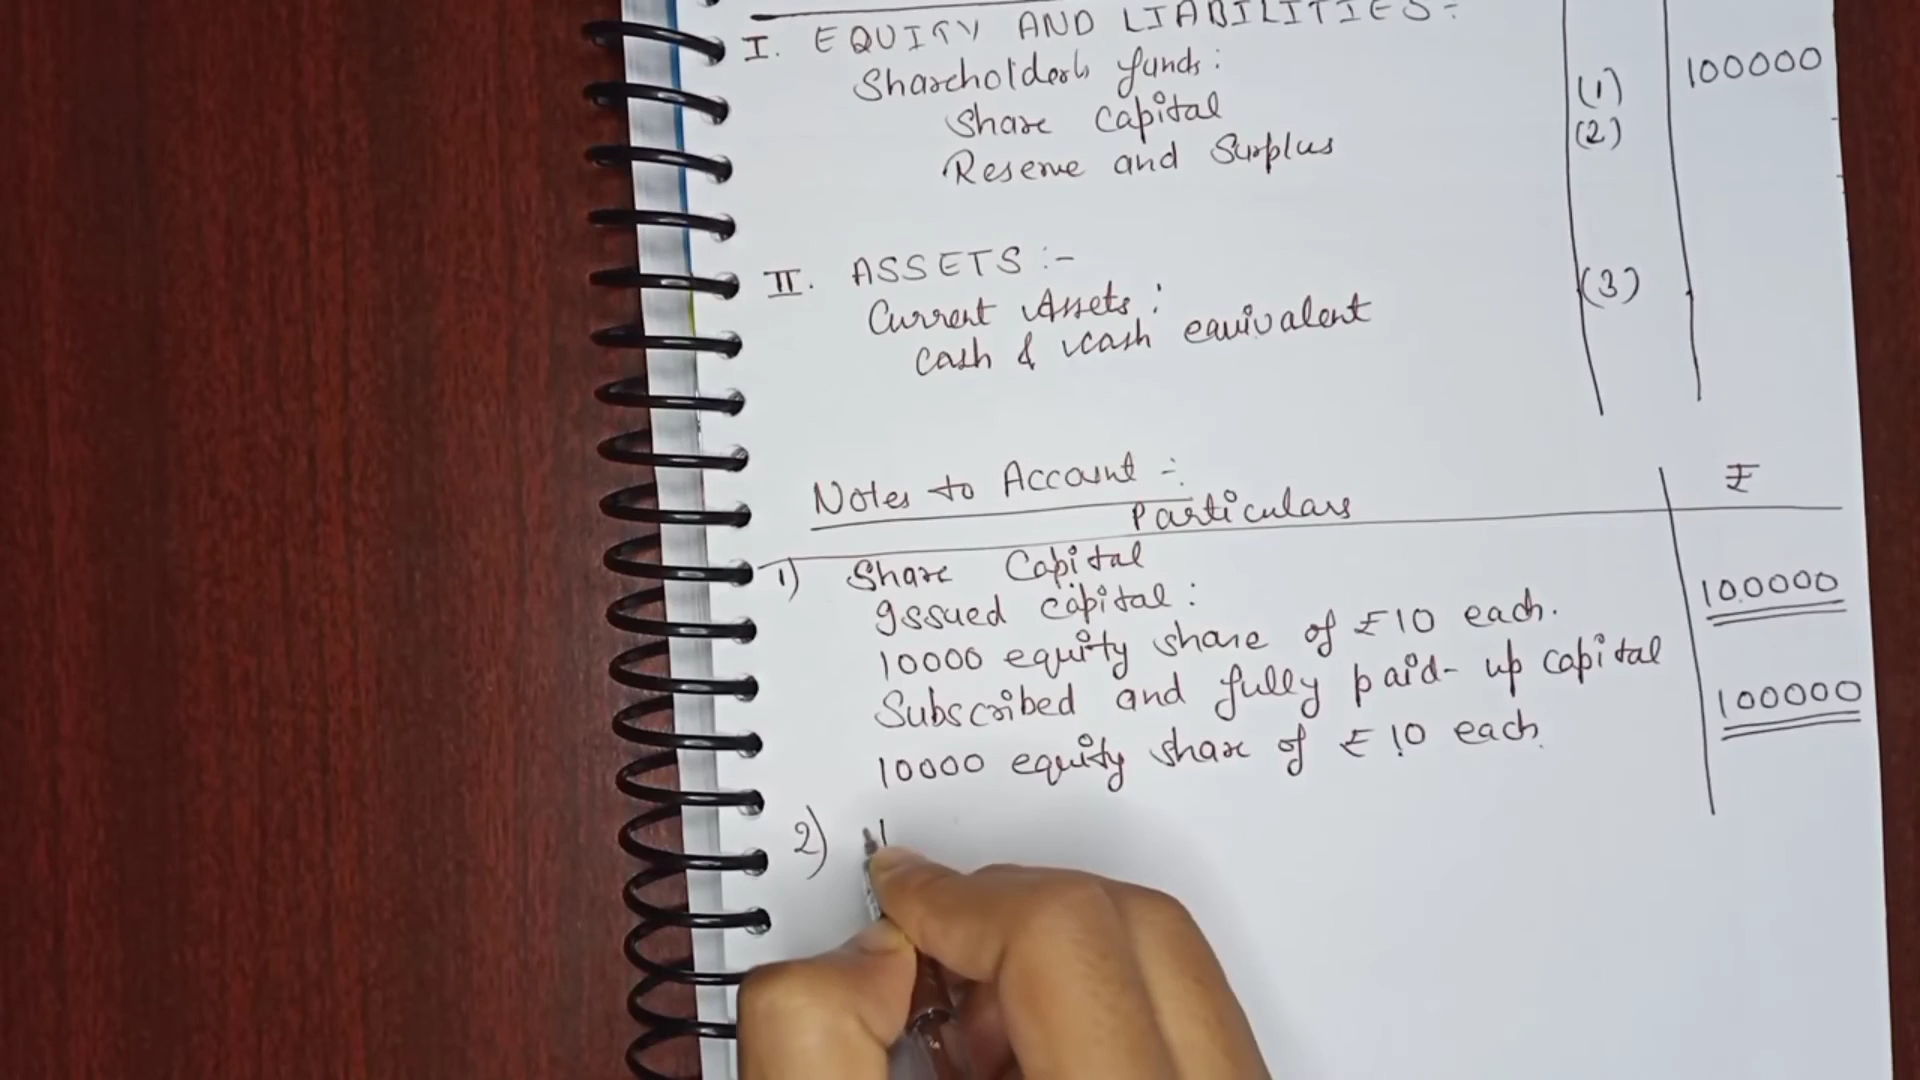 I. EQUITY AND LIABILITIES :-
Shareholders funds :
Share Capital (1) 100000
Reserve and Surplus (2)
II. ASSETS :-
Current Assets :
Cash & cash equivalent (3)
Notes to Account :-
Particulars ₹
1) Share Capital
Issued capital :
10000 equity share of ₹10 each. 100000
Subscribed and fully paid-up capital
10000 equity share of ₹10 each. 100000
2)